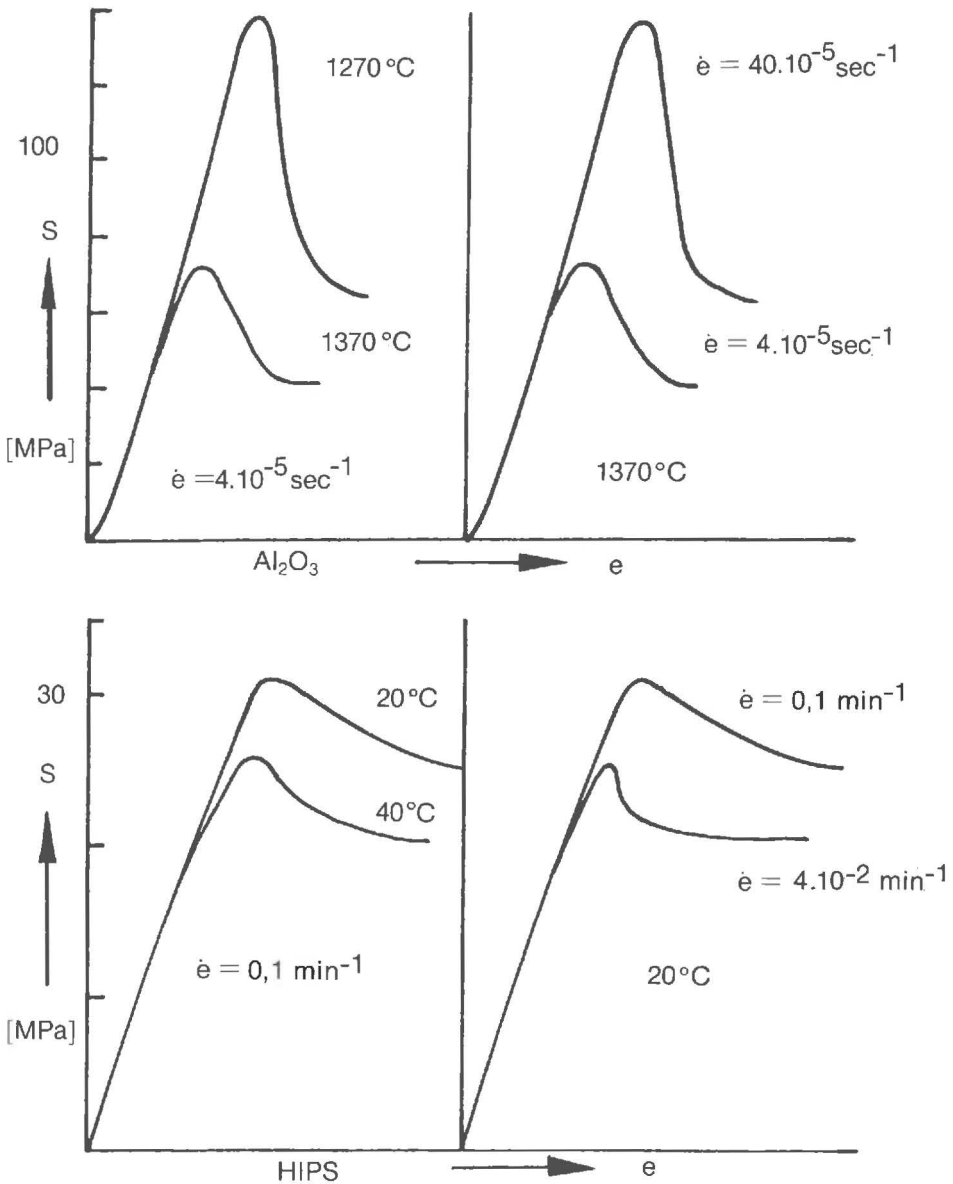 1270°C
ė = 40.10⁻⁵sec⁻¹
100
S
1370°C
ė = 4.10⁻⁵sec⁻¹
[MPa]
ė =4.10⁻⁵sec⁻¹
1370°C
Al₂O₃
e
30
20°C
ė = 0,1 min⁻¹
S
40°C
ė = 4.10⁻² min⁻¹
ė = 0,1 min⁻¹
20°C
[MPa]
HIPS
e